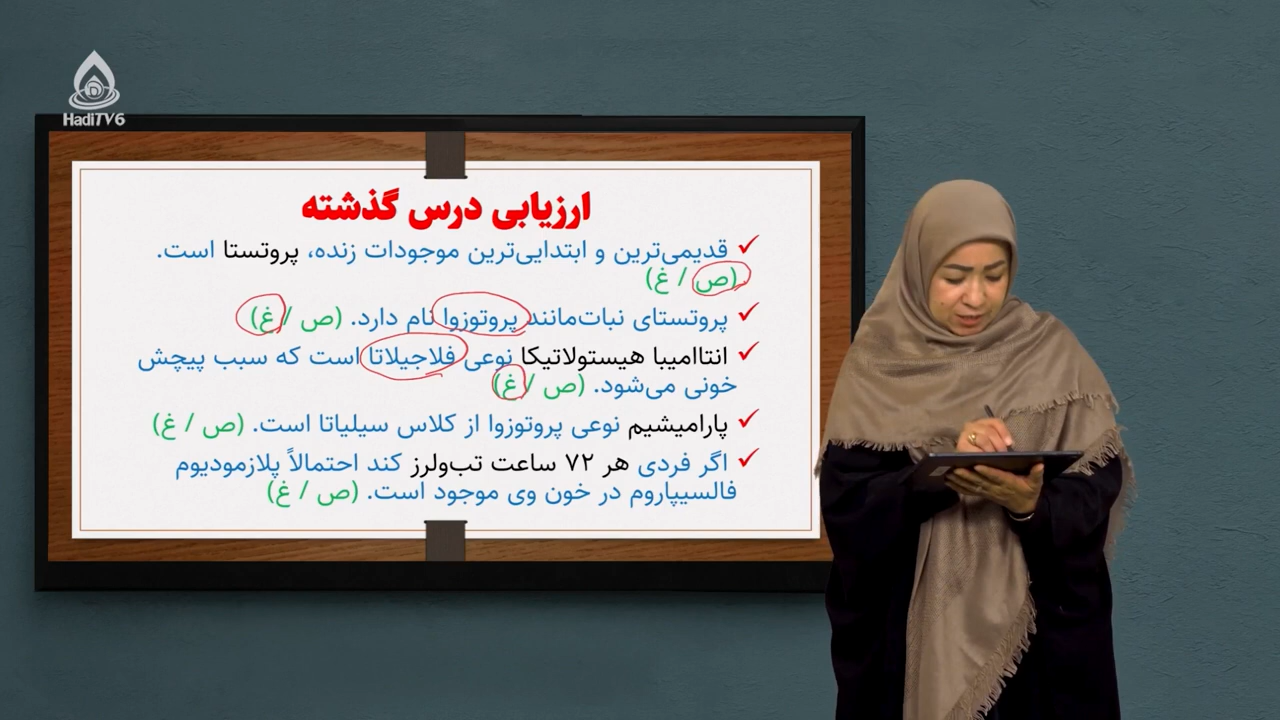 HadiTV6
ارزیابی درس گذشته
✓ قدیمی‌ترین و ابتدایی‌ترین موجودات زنده، پروتستا است.
(ص / غ)
✓ پروتستای نبات‌مانند پروتوزوا نام دارد. (ص / غ)
✓ انتاامیبا هیستولاتیکا نوعی فلاجیلاتا است که سبب پیچش
خونی می‌شود. (ص / غ)
✓ پارامیشیم نوعی پروتوزوا از کلاس سیلیاتا است. (ص / غ)
✓ اگر فردی هر ۷۲ ساعت تب‌ولرز کند احتمالاً پلازمودیوم
فالسیپاروم در خون وی موجود است. (ص / غ)